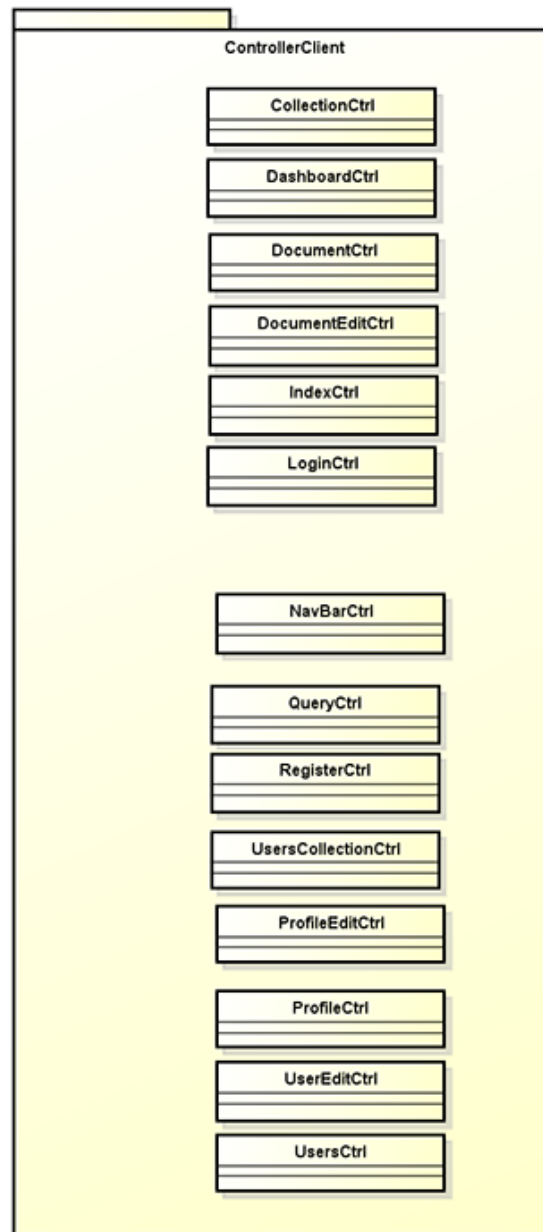 ControllerClient
CollectionCtrl
DashboardCtrl
DocumentCtrl
DocumentEditCtrl
IndexCtrl
LoginCtrl
NavBarCtrl
QueryCtrl
RegisterCtrl
UsersCollectionCtrl
ProfileEditCtrl
ProfileCtrl
UserEditCtrl
UsersCtrl